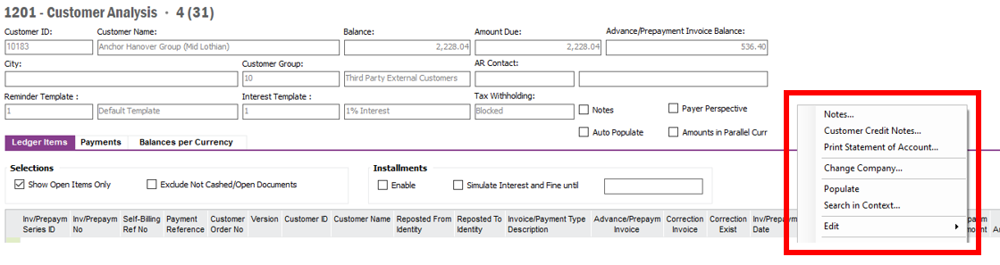 1201 - Customer Analysis · 4 (31)
Customer ID: Customer Name: Balance: Amount Due: Advance/Prepayment Invoice Balance:
10183 Anchor Hanover Group (Mid Lothian) 2,228.04 2,228.04 536.40
City: Customer Group: AR Contact:
10 Third Party External Customers
Reminder Template : Interest Template : Tax Withholding:
1 Default Template 1 1% Interest Blocked
Notes Payer Perspective
Auto Populate Amounts in Parallel Curr
Ledger Items Payments Balances per Currency
Selections Installments
Show Open Items Only Exclude Not Cashed/Open Documents Enable Simulate Interest and Fine until
Inv/Prepaym Inv/Prepaym Self-Billing Payment Customer Version Customer ID Customer Name Reposted From Reposted To Invoice/Payment Type Advance/Prepaym Correction Correction Inv/Prepaym
Series ID No Ref No Reference Order No Identity Identity Description Invoice Invoice Exist Date
Notes...
Customer Credit Notes...
Print Statement of Account...
Change Company...
Populate
Search in Context...
Edit